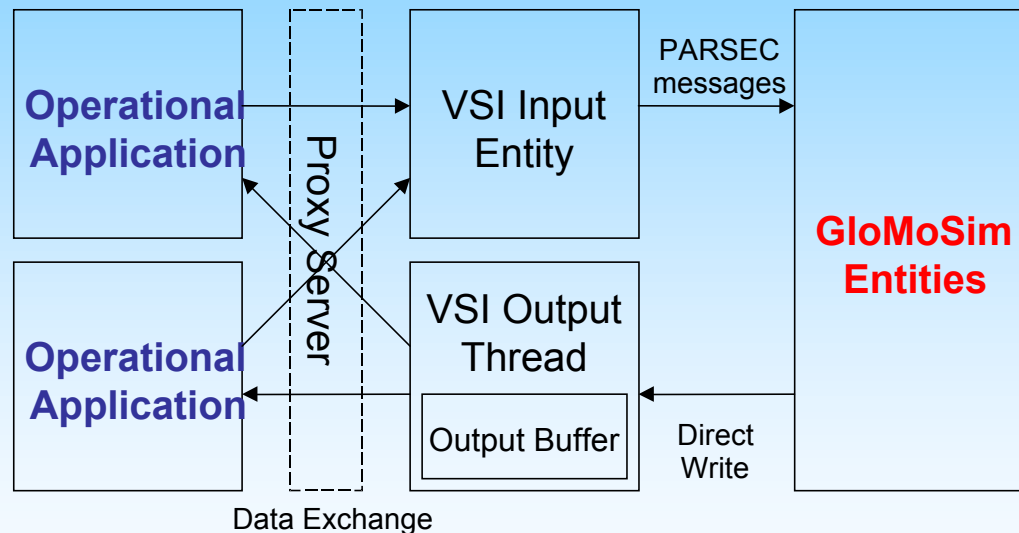 Operational
Application
Proxy Server
VSI Input
Entity
PARSEC
messages
GloMoSim
Entities
Operational
Application
VSI Output
Thread
Output Buffer
Direct
Write
Data Exchange